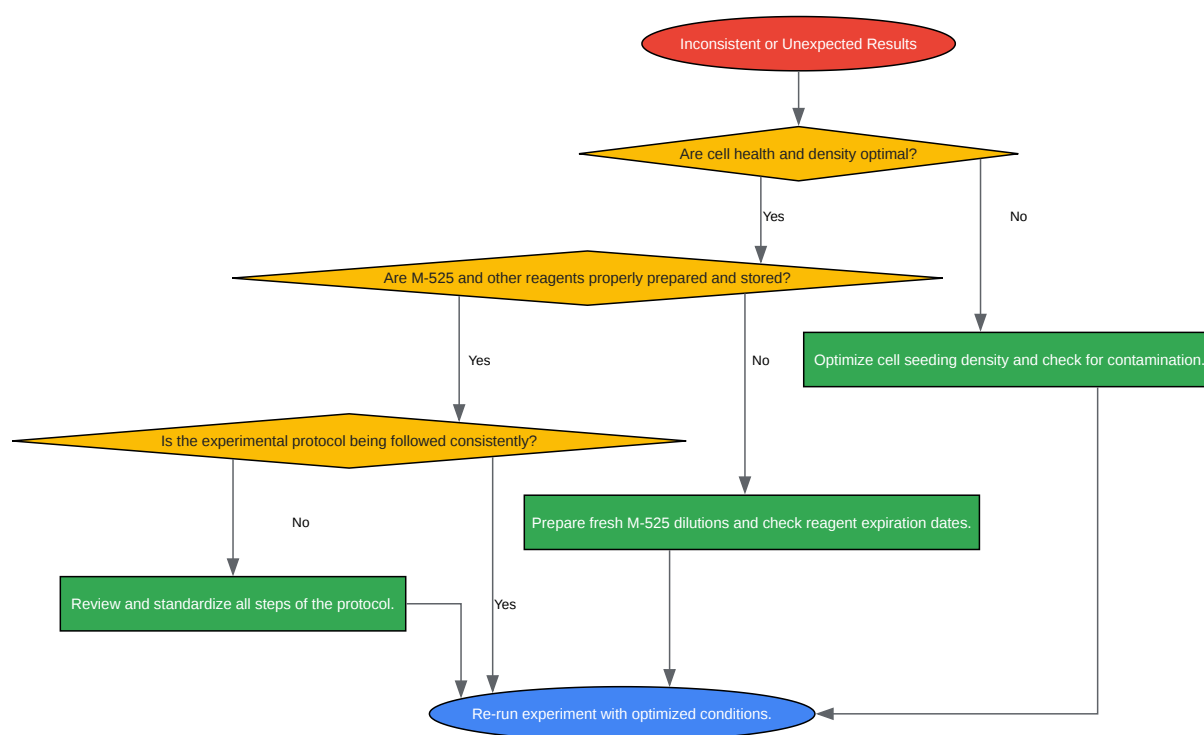 Inconsistent or Unexpected Results
Are cell health and density optimal?
Yes
No
Are M-525 and other reagents properly prepared and stored?
Yes
No
Optimize cell seeding density and check for contamination.
Is the experimental protocol being followed consistently?
No
Yes
Prepare fresh M-525 dilutions and check reagent expiration dates.
Review and standardize all steps of the protocol.
Re-run experiment with optimized conditions.